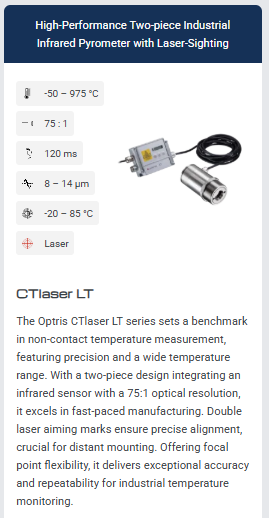 High-Performance Two-piece Industrial
Infrared Pyrometer with Laser-Sighting
-50 – 975 °C
75 : 1
120 ms
8 – 14 µm
-20 – 85 °C
Laser
CTlaser LT
The Optris CTlaser LT series sets a benchmark
in non-contact temperature measurement,
featuring precision and a wide temperature
range. With a two-piece design integrating an
infrared sensor with a 75:1 optical resolution,
it excels in fast-paced manufacturing. Double
laser aiming marks ensure precise alignment,
crucial for distant mounting. Offering focal
point flexibility, it delivers exceptional accuracy
and repeatability for industrial temperature
monitoring.